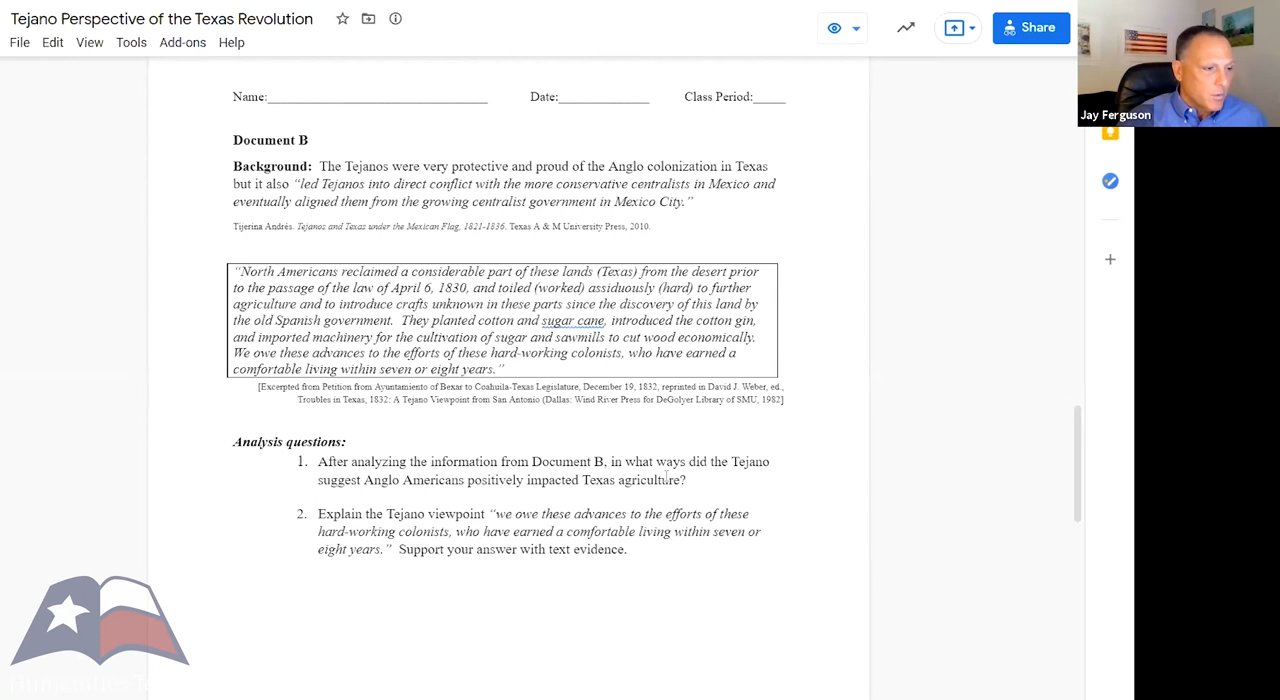 Tejano Perspective of the Texas Revolution
File Edit View Tools Add-ons Help
Share
Jay Ferguson
Name:________________________________ Date:_____________ Class Period:_____
Document B
Background: The Tejanos were very protective and proud of the Anglo colonization in Texas
but it also “led Tejanos into direct conflict with the more conservative centralists in Mexico and
eventually aligned them from the growing centralist government in Mexico City.”
Tijerina Andrés. Tejanos and Texas under the Mexican Flag, 1821-1836. Texas A & M University Press, 2010.
“North Americans reclaimed a considerable part of these lands (Texas) from the desert prior
to the passage of the law of April 6, 1830, and toiled (worked) assiduously (hard) to further
agriculture and to introduce crafts unknown in these parts since the discovery of this land by
the old Spanish government. They planted cotton and sugar cane, introduced the cotton gin,
and imported machinery for the cultivation of sugar and sawmills to cut wood economically.
We owe these advances to the efforts of these hard-working colonists, who have earned a
comfortable living within seven or eight years.”
[Excerpted from Petition from Ayuntamiento of Bexar to Coahuila-Texas Legislature, December 19, 1832, reprinted in David J. Weber, ed.,
Troubles in Texas, 1832: A Tejano Viewpoint from San Antonio (Dallas: Wind River Press for DeGolyer Library of SMU, 1982]
Analysis questions:
1. After analyzing the information from Document B, in what ways did the Tejano
suggest Anglo Americans positively impacted Texas agriculture?
2. Explain the Tejano viewpoint “we owe these advances to the efforts of these
hard-working colonists, who have earned a comfortable living within seven or
eight years.” Support your answer with text evidence.